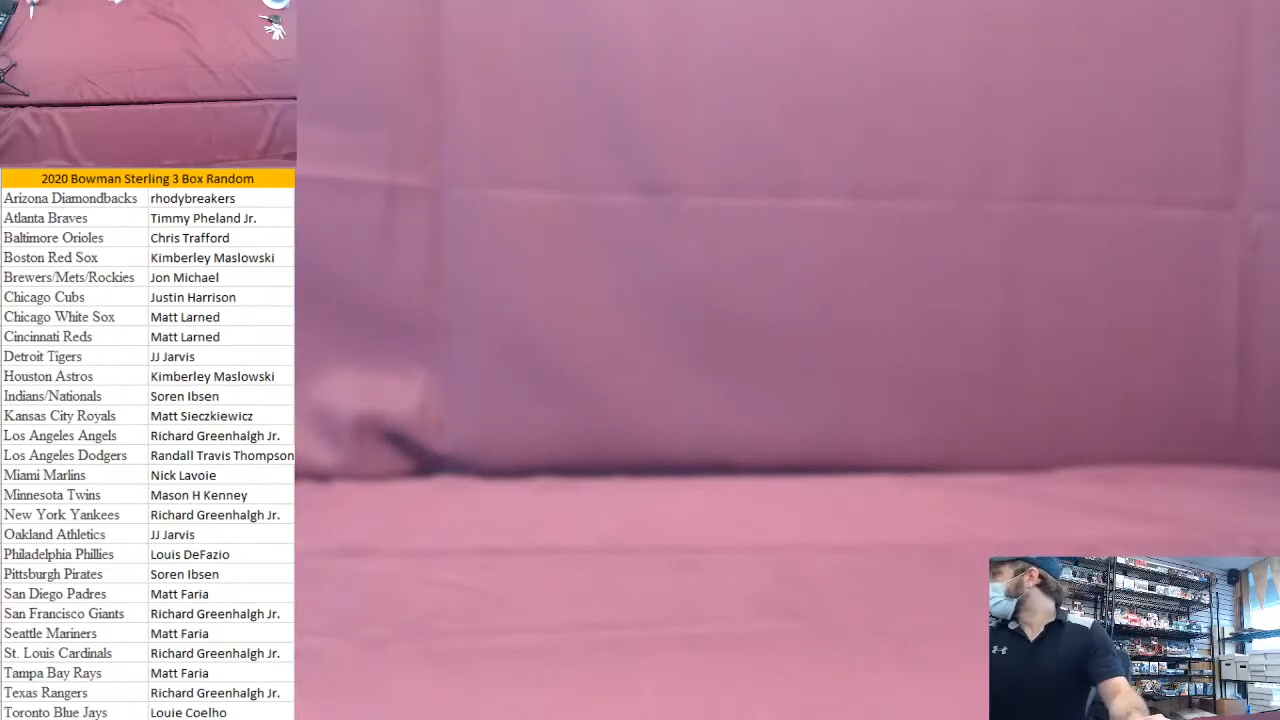 2020 Bowman Sterling 3 Box Random
Arizona Diamondbacks rhodybreakers
Atlanta Braves Timmy Pheland Jr.
Baltimore Orioles Chris Trafford
Boston Red Sox Kimberley Maslowski
Brewers/Mets/Rockies Jon Michael
Chicago Cubs Justin Harrison
Chicago White Sox Matt Larned
Cincinnati Reds Matt Larned
Detroit Tigers JJ Jarvis
Houston Astros Kimberley Maslowski
Indians/Nationals Soren Ibsen
Kansas City Royals Matt Sieczkiewicz
Los Angeles Angels Richard Greenhalgh Jr.
Los Angeles Dodgers Randall Travis Thompson
Miami Marlins Nick Lavoie
Minnesota Twins Mason H Kenney
New York Yankees Richard Greenhalgh Jr.
Oakland Athletics JJ Jarvis
Philadelphia Phillies Louis DeFazio
Pittsburgh Pirates Soren Ibsen
San Diego Padres Matt Faria
San Francisco Giants Richard Greenhalgh Jr.
Seattle Mariners Matt Faria
St. Louis Cardinals Richard Greenhalgh Jr.
Tampa Bay Rays Matt Faria
Texas Rangers Richard Greenhalgh Jr.
Toronto Blue Jays Louie Coelho